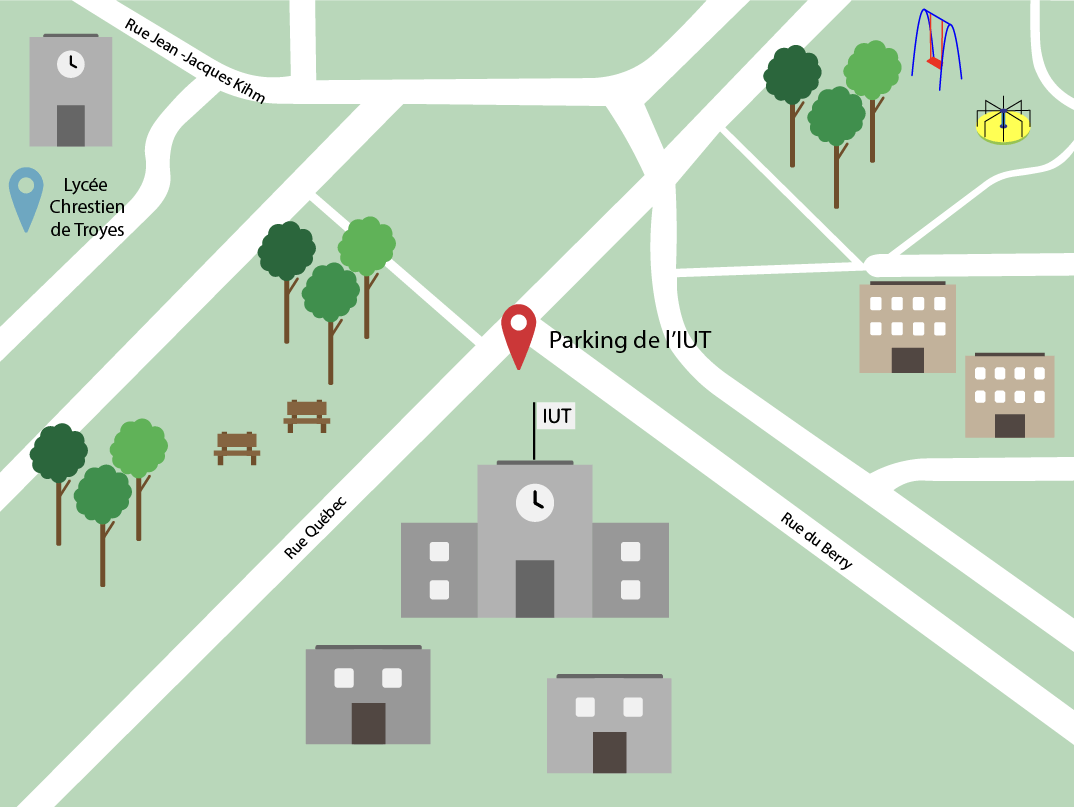 Rue Jean -Jacques Kihm
Lycée
Chrestien
de Troyes
Parking de l'IUT
IUT
Rue Québec
Rue du Berry